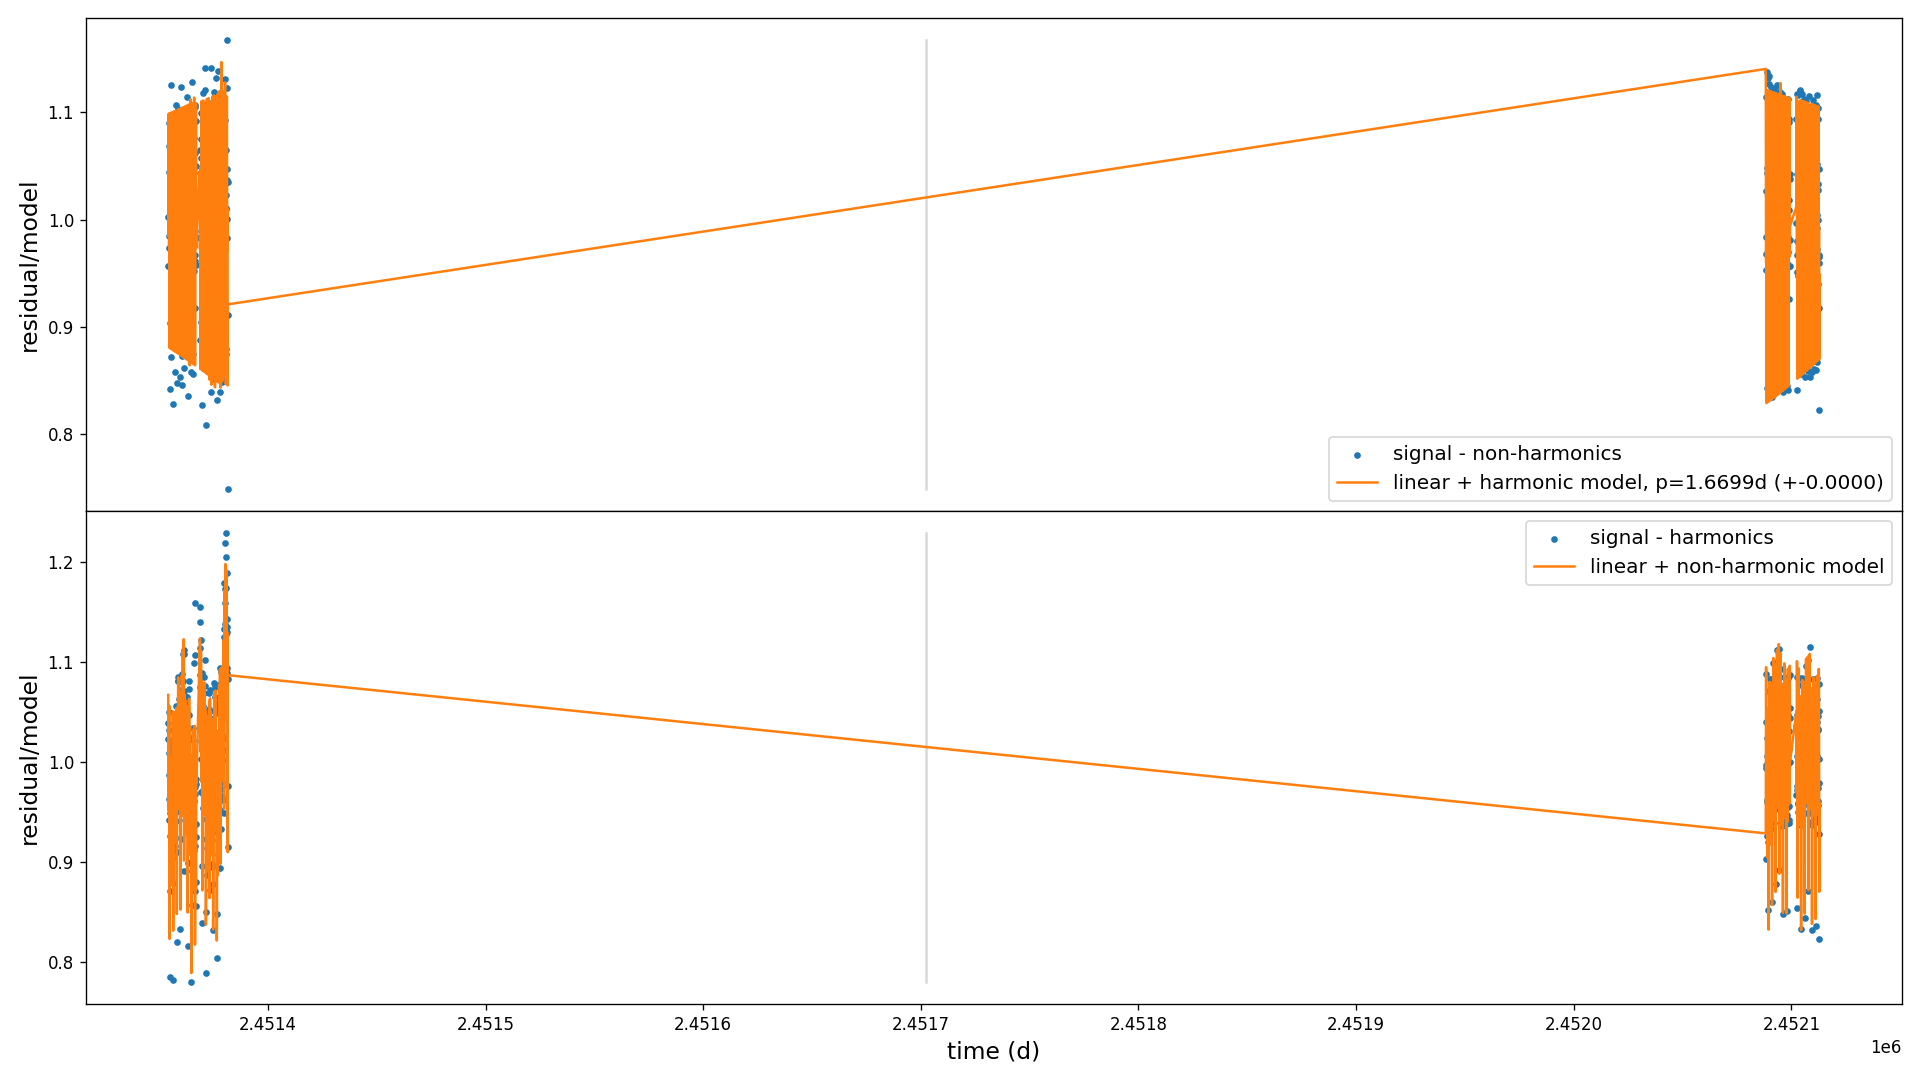 1.1
1.0
0.9
0.8
residual/model
signal - non-harmonics
linear + harmonic model, p=1.6699d (+-0.0000)
1.2
1.1
1.0
0.9
0.8
residual/model
signal - harmonics
linear + non-harmonic model
2.4514 2.4515 2.4516 2.4517 2.4518 2.4519 2.4520 2.4521
time (d)
1e6